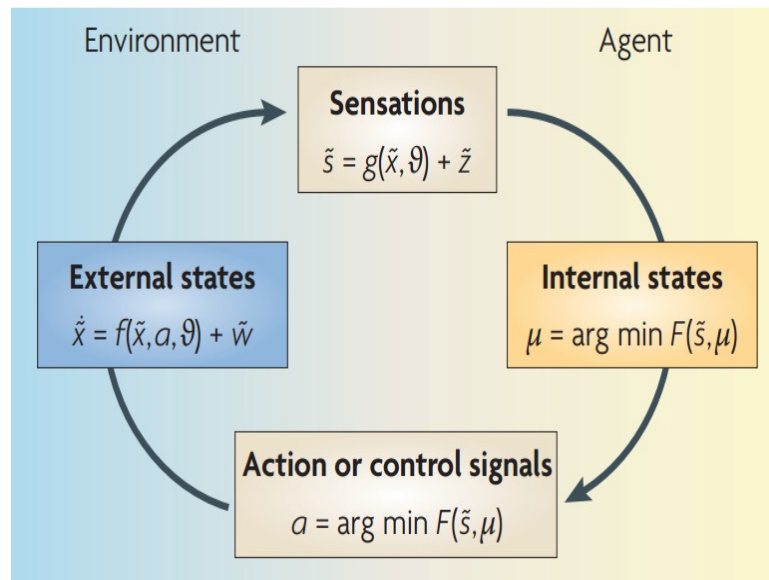 Environment
Agent
Sensations
s̃ = g(x̃,ϑ) + z̃
External states
x̃̇ = f(x̃,a,ϑ) + w̃
Internal states
μ = arg min F(s̃,μ)
Action or control signals
a = arg min F(s̃,μ)